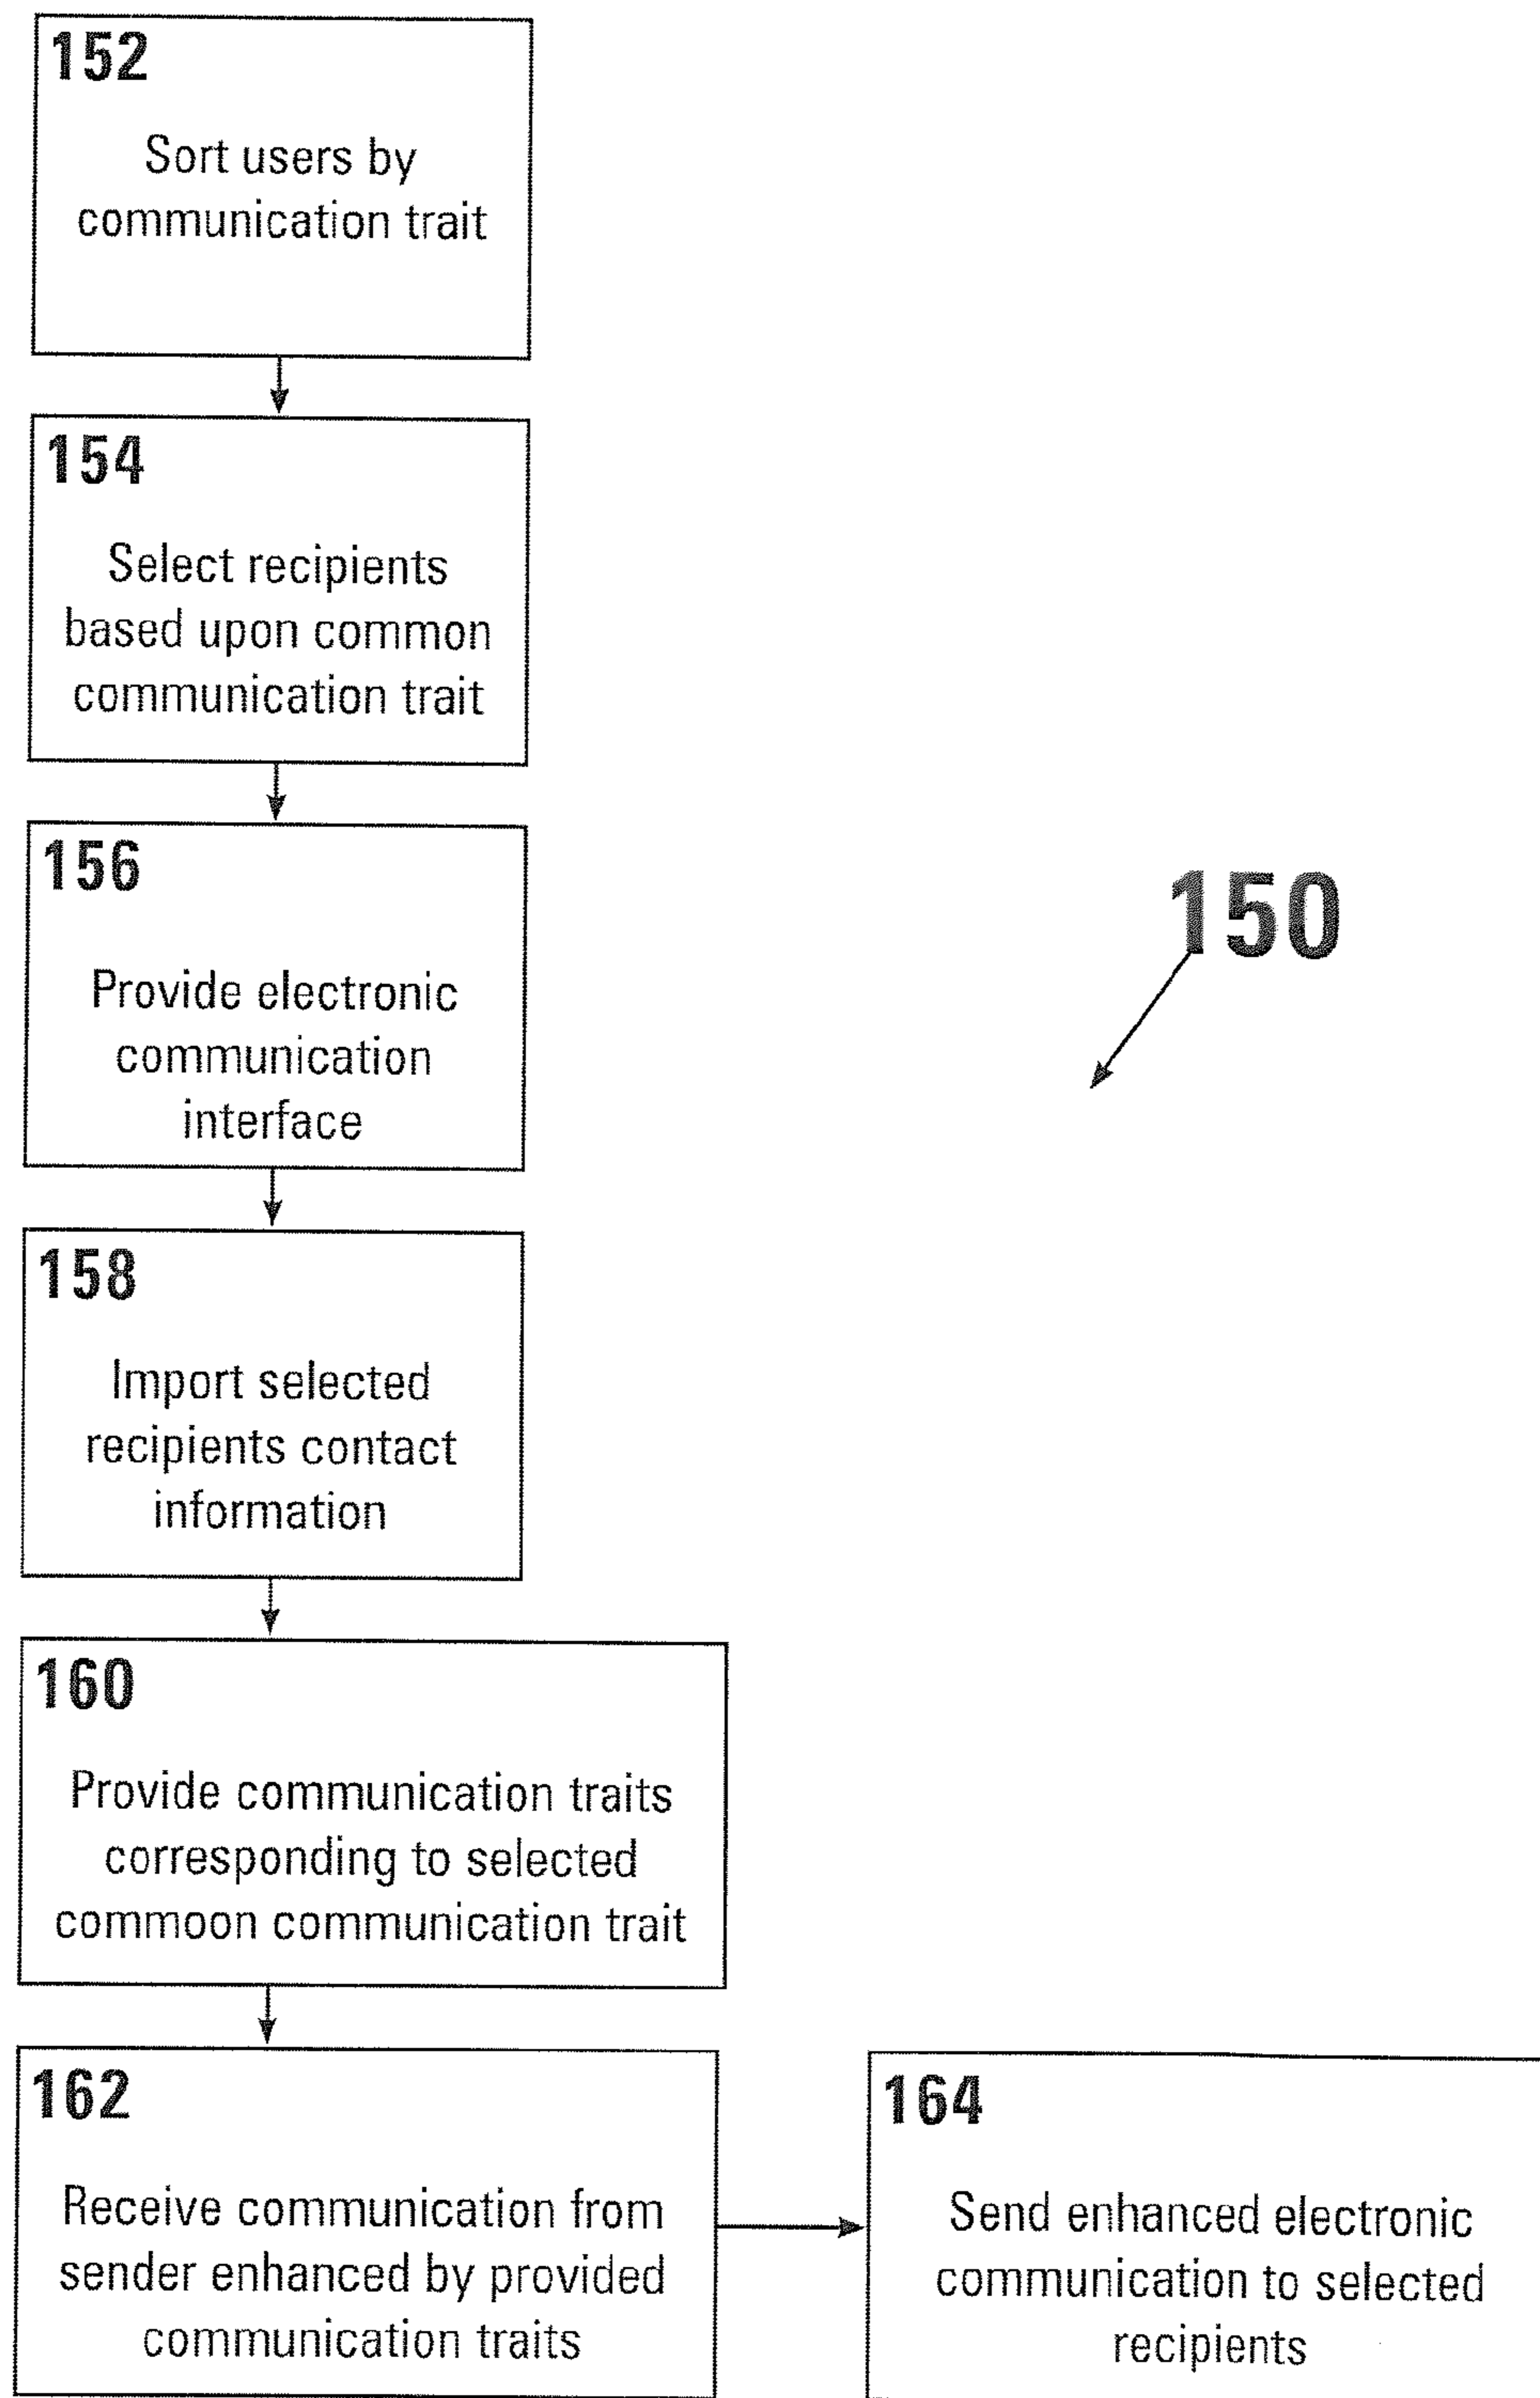 152
Sort users by
communication trait
154
Select recipients
based upon common
communication trait
156
Provide electronic
communication
interface
150
158
Import selected
recipients contact
information
160
Provide communication traits
corresponding to selected
commoon communication trait
162
Receive communication from
sender enhanced by provided
communication traits
164
Send enhanced electronic
communication to selected
recipients